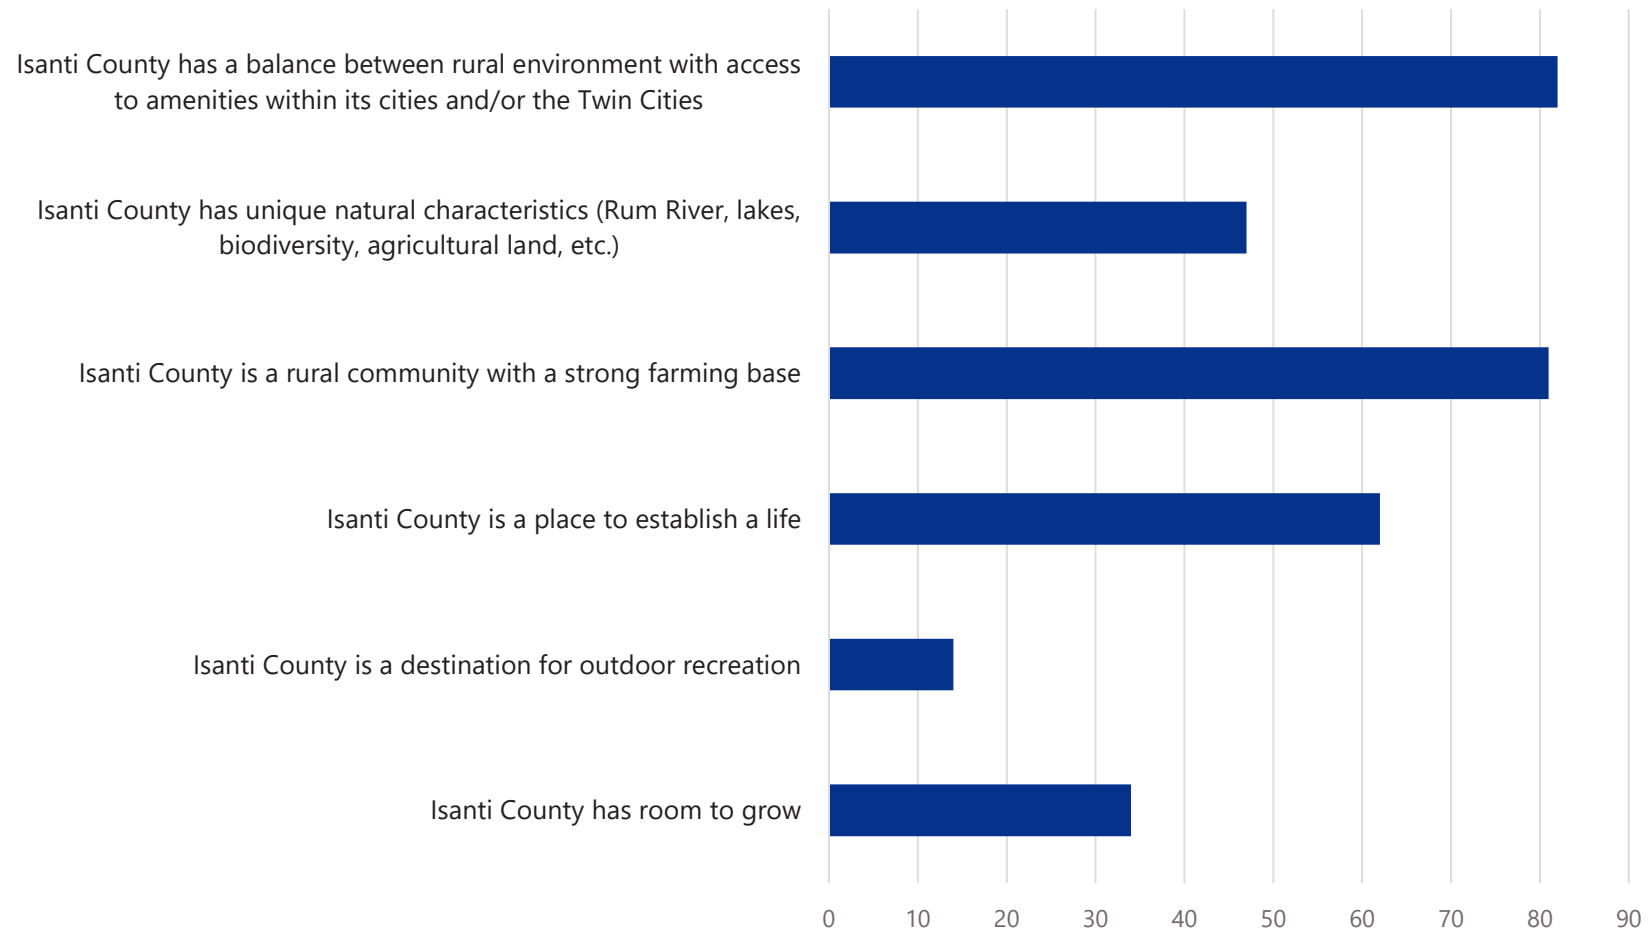 Isanti County has a balance between rural environment with access
to amenities within its cities and/or the Twin Cities
Isanti County has unique natural characteristics (Rum River, lakes,
biodiversity, agricultural land, etc.)
Isanti County is a rural community with a strong farming base
Isanti County is a place to establish a life
Isanti County is a destination for outdoor recreation
Isanti County has room to grow
0 10 20 30 40 50 60 70 80 90